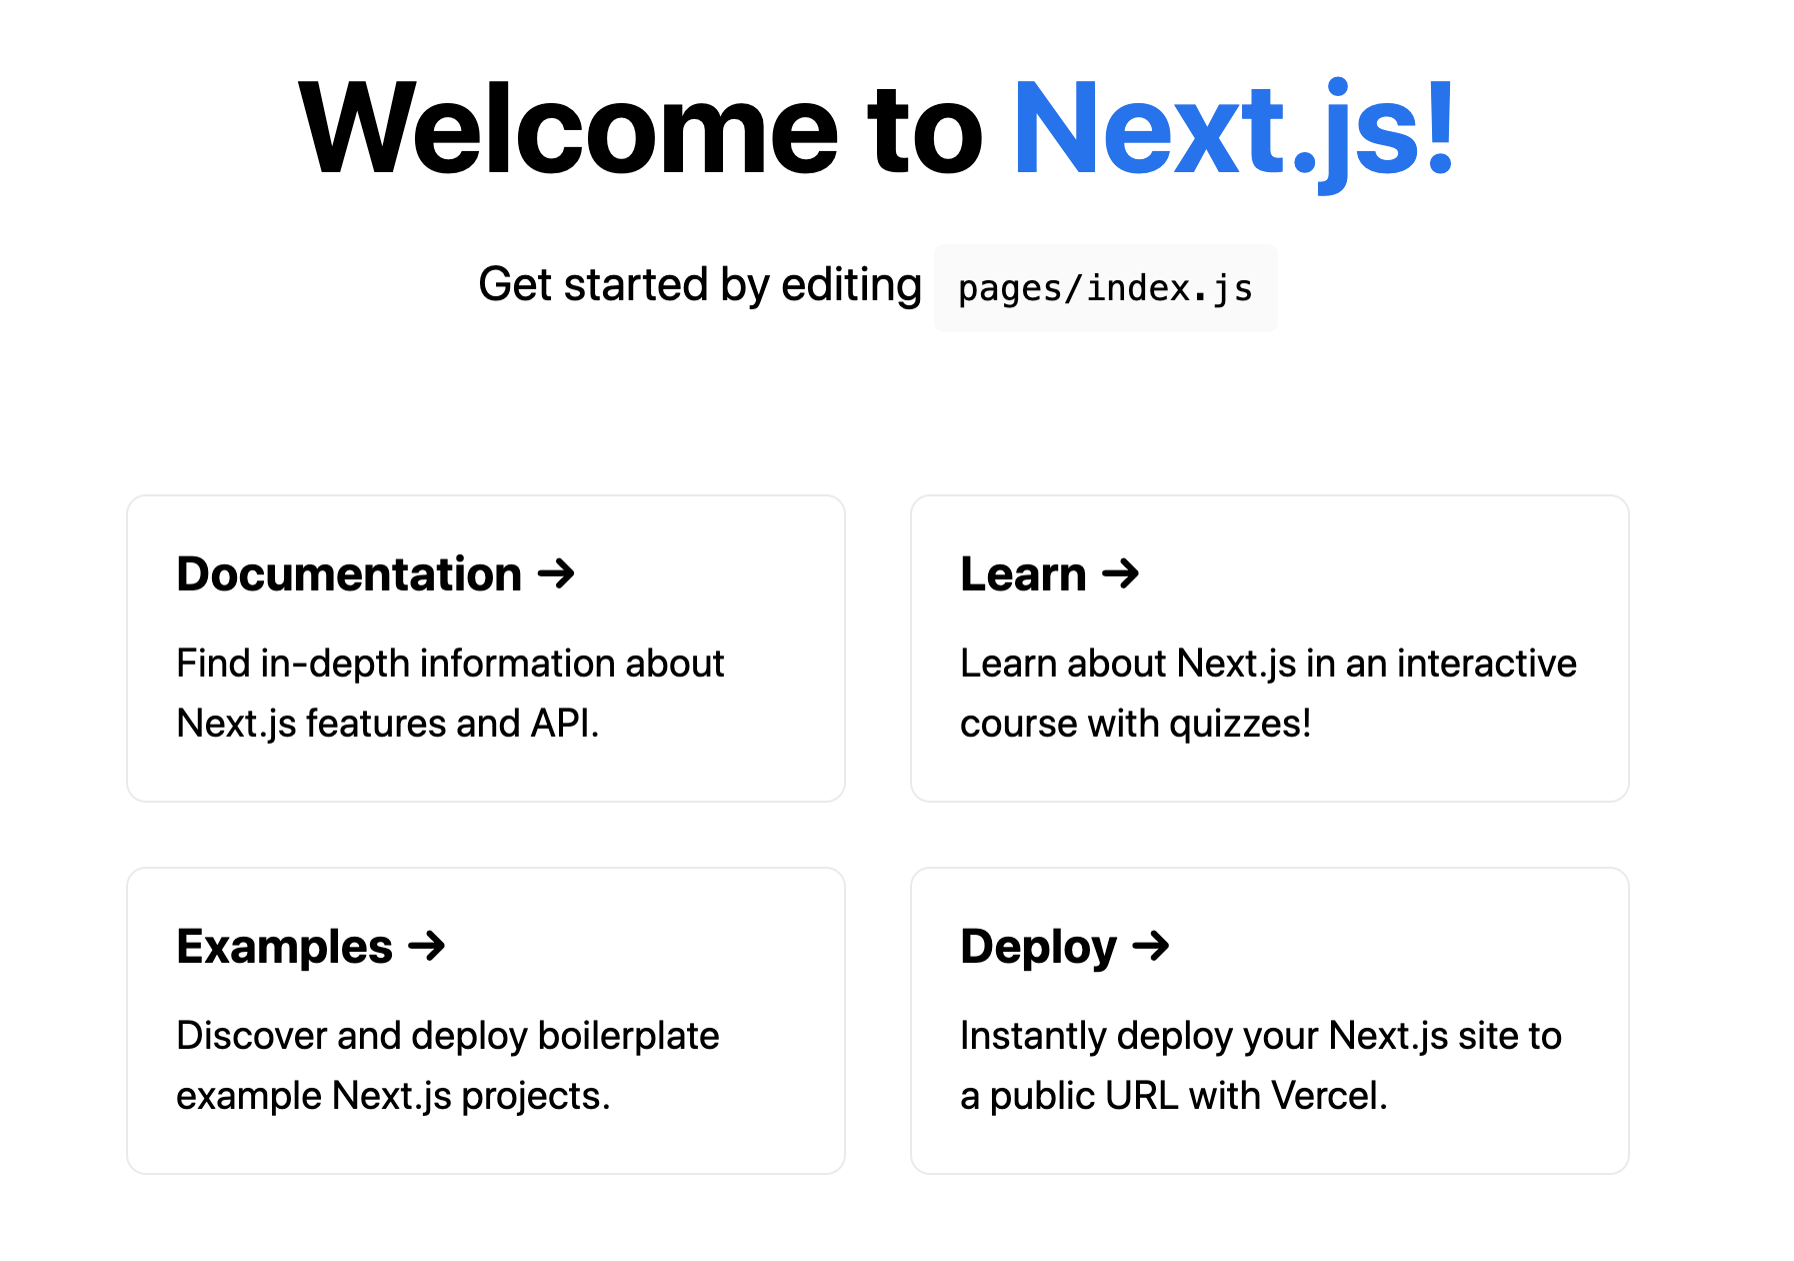 Welcome to Next.js!
Get started by editing pages/index.js
Documentation →
Find in-depth information about
Next.js features and API.
Learn →
Learn about Next.js in an interactive
course with quizzes!
Examples →
Discover and deploy boilerplate
example Next.js projects.
Deploy →
Instantly deploy your Next.js site to
a public URL with Vercel.